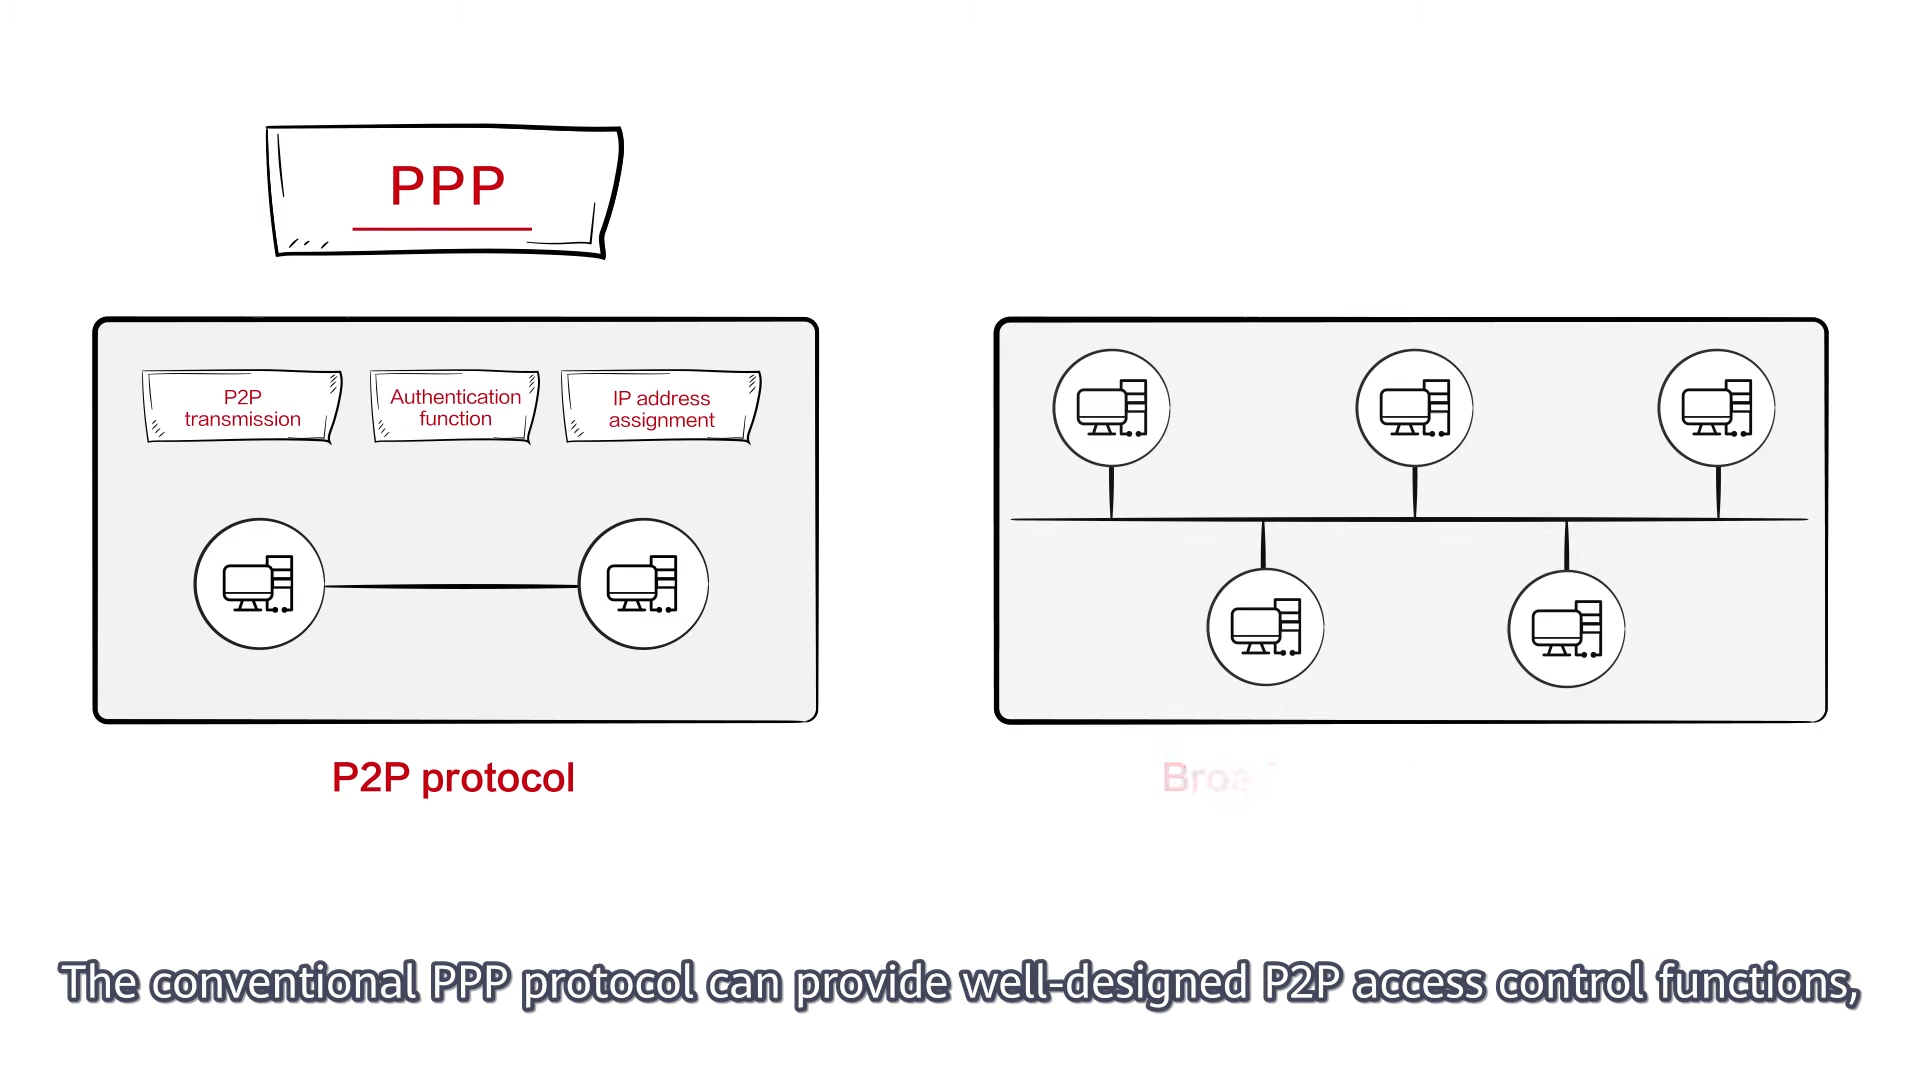 PPP
P2P
transmission
Authentication
function
IP address
assignment
P2P protocol
The conventional PPP protocol can provide well-designed P2P access control functions,